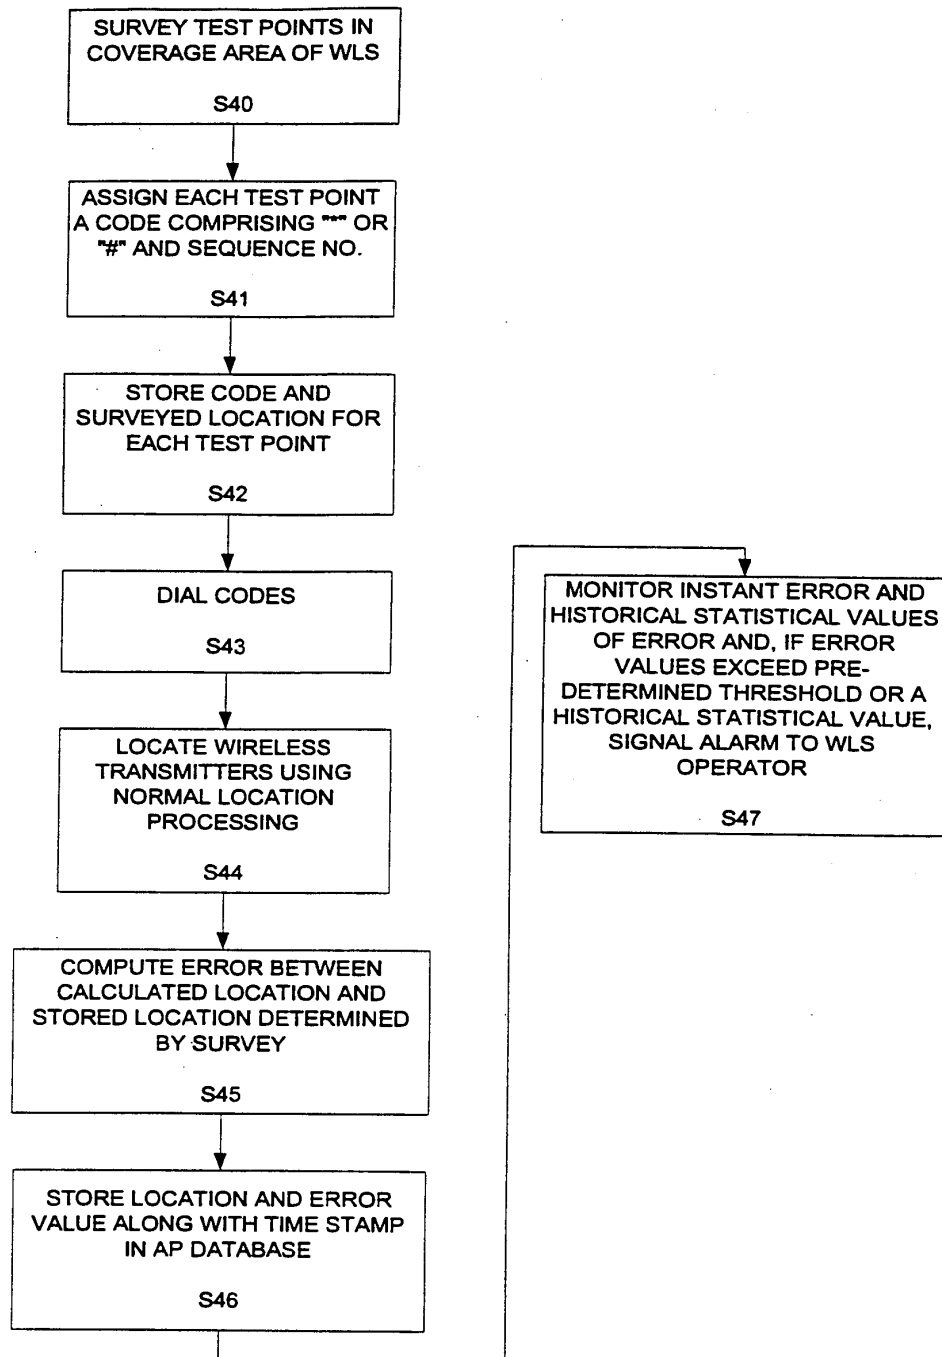 SURVEY TEST POINTS IN
COVERAGE AREA OF WLS
S40
ASSIGN EACH TEST POINT
A CODE COMPRISING "*" OR
"#" AND SEQUENCE NO.
S41
STORE CODE AND
SURVEYED LOCATION FOR
EACH TEST POINT
S42
DIAL CODES
S43
LOCATE WIRELESS
TRANSMITTERS USING
NORMAL LOCATION
PROCESSING
S44
COMPUTE ERROR BETWEEN
CALCULATED LOCATION AND
STORED LOCATION DETERMINED
BY SURVEY
S45
STORE LOCATION AND ERROR
VALUE ALONG WITH TIME STAMP
IN AP DATABASE
S46
MONITOR INSTANT ERROR AND
HISTORICAL STATISTICAL VALUES
OF ERROR AND, IF ERROR
VALUES EXCEED PRE-
DETERMINED THRESHOLD OR A
HISTORICAL STATISTICAL VALUE,
SIGNAL ALARM TO WLS
OPERATOR
S47